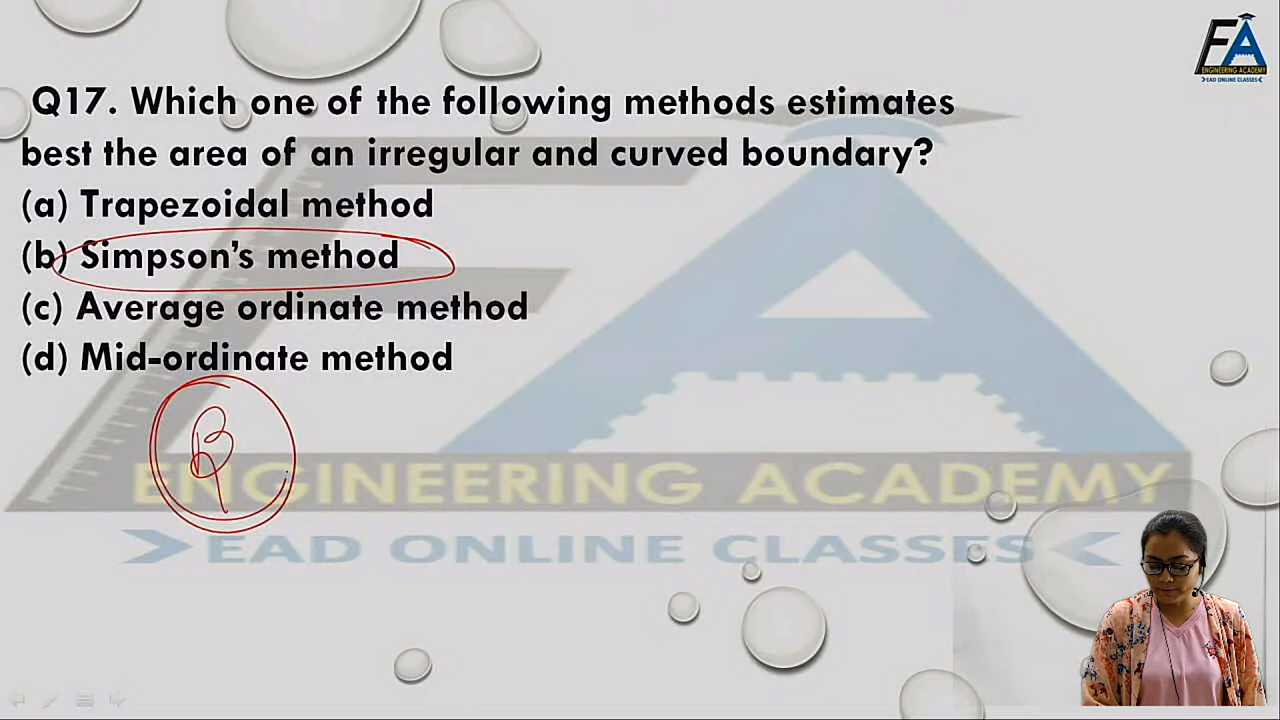 FA
ENGINEERING ACADEMY
EAD ONLINE CLASSES
Q17. Which one of the following methods estimates
best the area of an irregular and curved boundary?
(a) Trapezoidal method
(b) Simpson's method
(c) Average ordinate method
(d) Mid-ordinate method
B
ENGINEERING ACADEMY
EAD ONLINE CLASSES